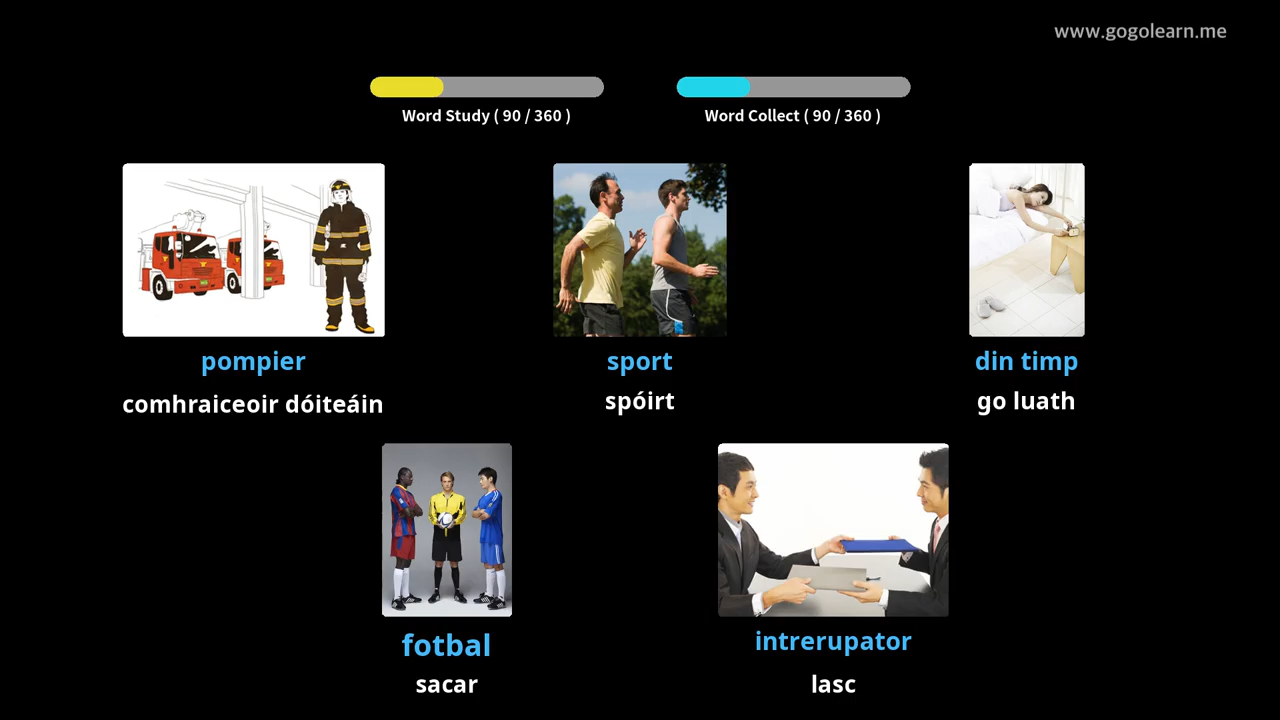 www.gogolearn.me
Word Study ( 90 / 360 )
Word Collect ( 90 / 360 )
pompier
comhraiceoir dóiteáin
sport
spóirt
din timp
go luath
fotbal
sacar
intrerupator
lasc